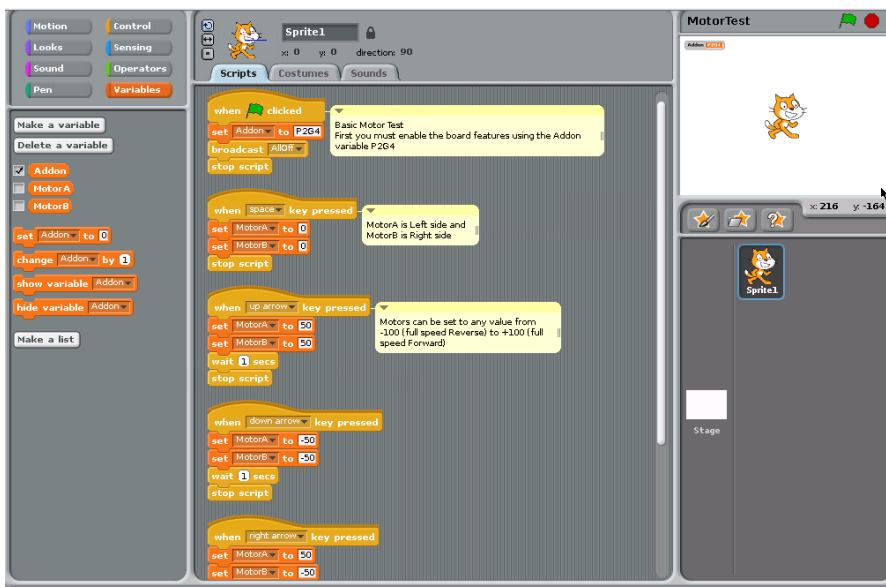 Motion
Control
Looks
Sensing
Sound
Operators
Pen
Variables
Make a variable
Delete a variable
Addon
MotorA
MotorB
set Addon to 0
change Addon by 1
show variable Addon
hide variable Addon
Make a list
Sprite1
x: 0 y: 0 direction: 90
Scripts Costumes Sounds
when clicked
set Addon to P2G4
broadcast AllOff
stop script
Basic Motor Test
First you must enable the board features using the Addon
variable P2G4
when space key pressed
set MotorA to 0
set MotorB to 0
stop script
MotorA is Left side and
MotorB is Right side
when up arrow key pressed
set MotorA to 50
set MotorB to 50
wait 1 secs
stop script
Motors can be set to any value from
-100 (full speed Reverse) to +100 (full
speed Forward)
when down arrow key pressed
set MotorA to -50
set MotorB to -50
wait 1 secs
stop script
when right arrow key pressed
set MotorA to 50
set MotorB to -50
MotorTest
Addon P2G4
x: 216 y: -164
Sprite1
Stage